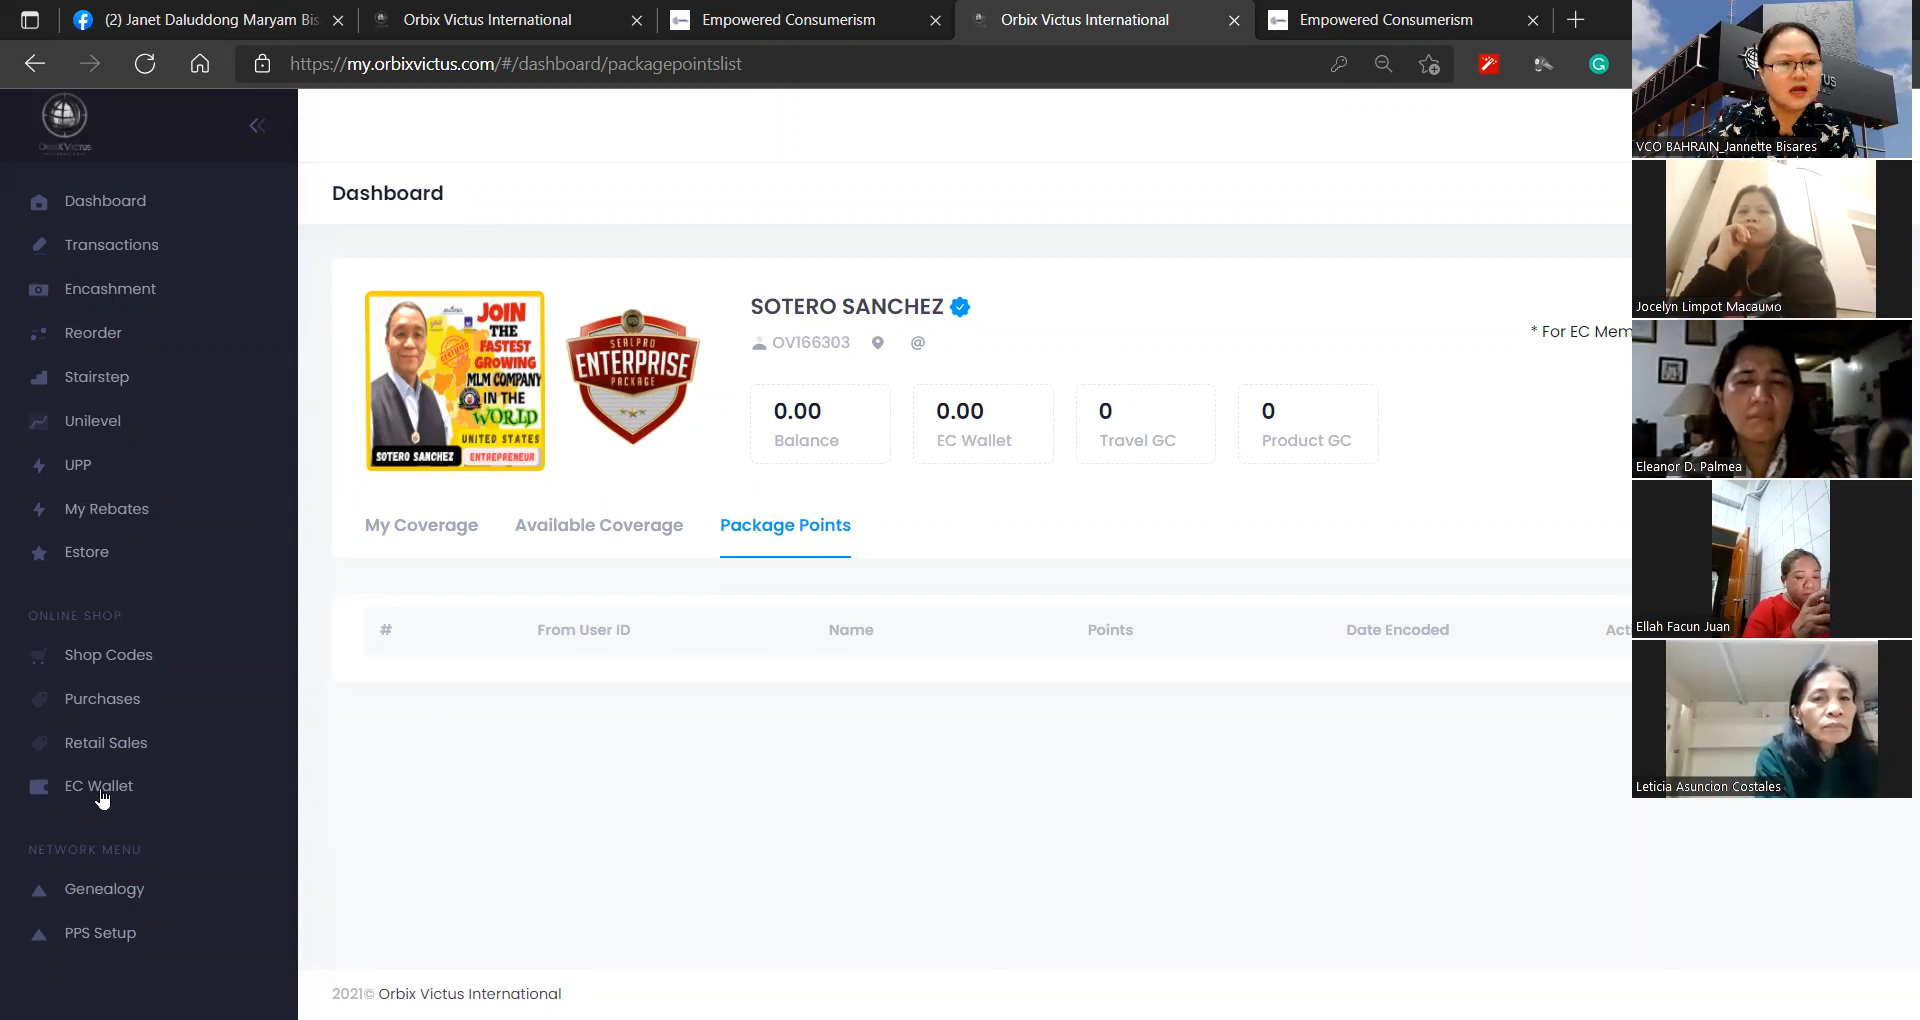 (2) Janet Daluddong Maryam Bis
Orbix Victus International
Empowered Consumerism
Orbix Victus International
Empowered Consumerism
https://my.orbixvictus.com/#/dashboard/packagepointslist
G
OrbiXVictus
Dashboard
Transactions
Encashment
Reorder
Stairstep
Unilevel
UPP
My Rebates
Estore
ONLINE SHOP
Shop Codes
Purchases
Retail Sales
EC Wallet
NETWORK MENU
Genealogy
PPS Setup
Dashboard
JOIN
THE
FASTEST
GROWING
MLM COMPANY
IN THE
WORLD
UNITED STATES
SOTERO SANCHEZ
ENTREPRENEUR
CERTIFIED
SEALPRO
ENTERPRISE
PACKAGE
SOTERO SANCHEZ
OV166303
@
* For EC Mem
0.00
Balance
0.00
EC Wallet
0
Travel GC
0
Product GC
My Coverage
Available Coverage
Package Points
#
From User ID
Name
Points
Date Encoded
Acti
2021© Orbix Victus International
VCO BAHRAIN_Jannette Bisares
Jocelyn Limpot Macaumo
Eleanor D. Palmea
Ellah Facun Juan
Leticia Asuncion Costales